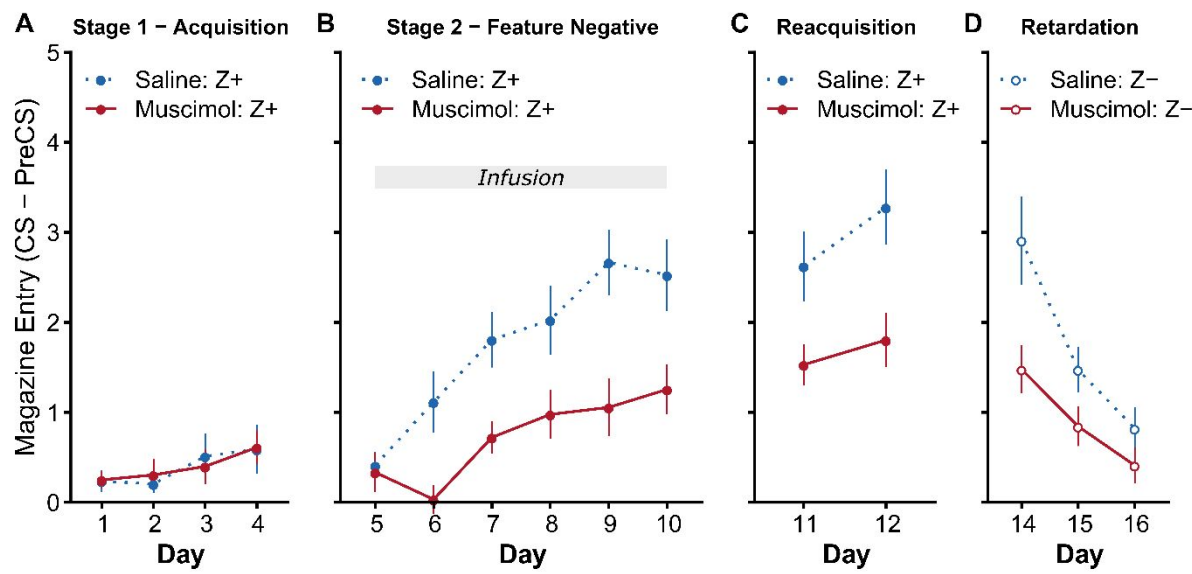 A Stage 1 – Acquisition
B Stage 2 – Feature Negative
C Reacquisition
D Retardation
Magazine Entry (CS – PreCS)
5
4
3
2
1
0
Saline: Z+
Muscimol: Z+
1 2 3 4
Day
Saline: Z+
Muscimol: Z+
Infusion
5 6 7 8 9 10
Day
Saline: Z+
Muscimol: Z+
11 12
Day
Saline: Z–
Muscimol: Z–
14 15 16
Day